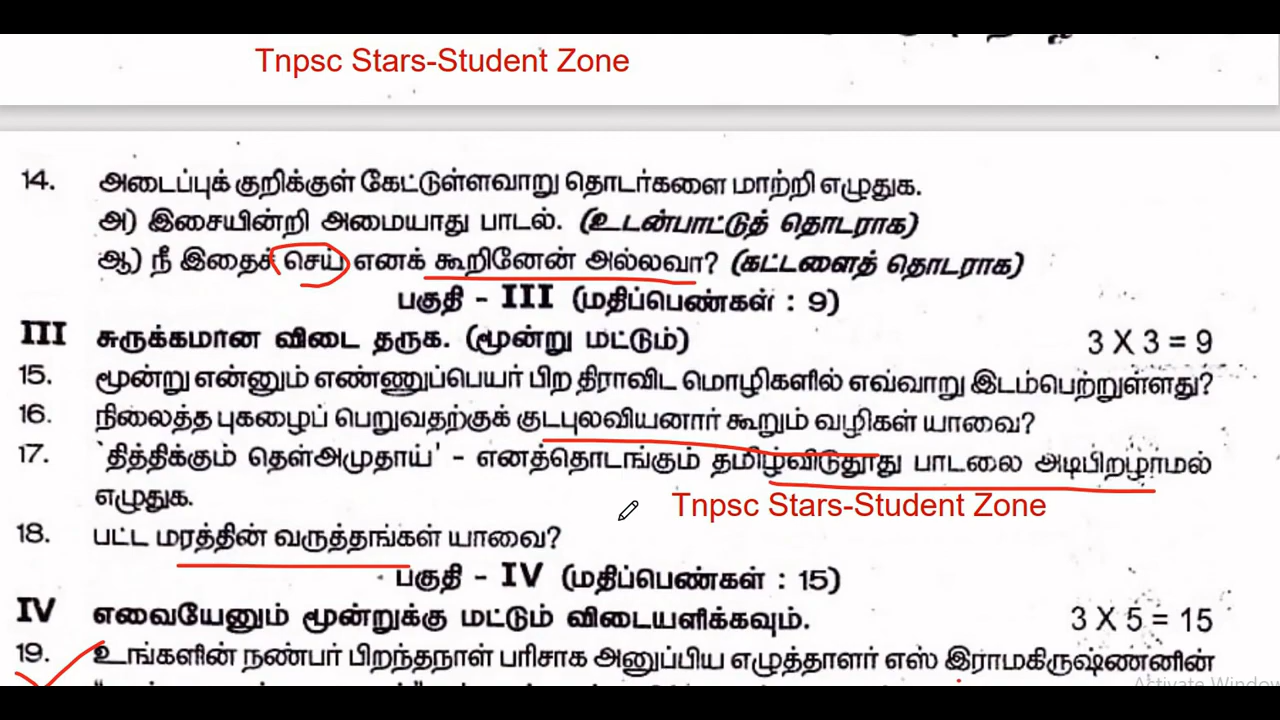 Tnpsc Stars-Student Zone
14. அடைப்புக் குறிக்குள் கேட்டுள்ளவாறு தொடர்களை மாற்றி எழுதுக.
அ) இசையின்றி அமையாது பாடல். (உடன்பாட்டுத் தொடராக)
ஆ) நீ இதைச் செய் எனக் கூறினேன் அல்லவா? (கட்டளைத் தொடராக)
பகுதி - III (மதிப்பெண்கள் : 9)
III சுருக்கமான விடை தருக. (மூன்று மட்டும்) 3 X 3 = 9
15. மூன்று என்னும் எண்ணுப்பெயர் பிற திராவிட மொழிகளில் எவ்வாறு இடம்பெற்றுள்ளது?
16. நிலைத்த புகழைப் பெறுவதற்குக் குடபுலவியனார் கூறும் வழிகள் யாவை?
17. 'தித்திக்கும் தெள்அமுதாய்' - எனத்தொடங்கும் தமிழ்விடுதூது பாடலை அடிபிறழாமல்
எழுதுக.
Tnpsc Stars-Student Zone
18. பட்ட மரத்தின் வருத்தங்கள் யாவை?
பகுதி - IV (மதிப்பெண்கள் : 15)
IV எவையேனும் மூன்றுக்கு மட்டும் விடையளிக்கவும். 3 X 5 = 15
19. உங்களின் நண்பர் பிறந்தநாள் பரிசாக அனுப்பிய எழுத்தாளர் எஸ் இராமகிருஷ்ணனின்